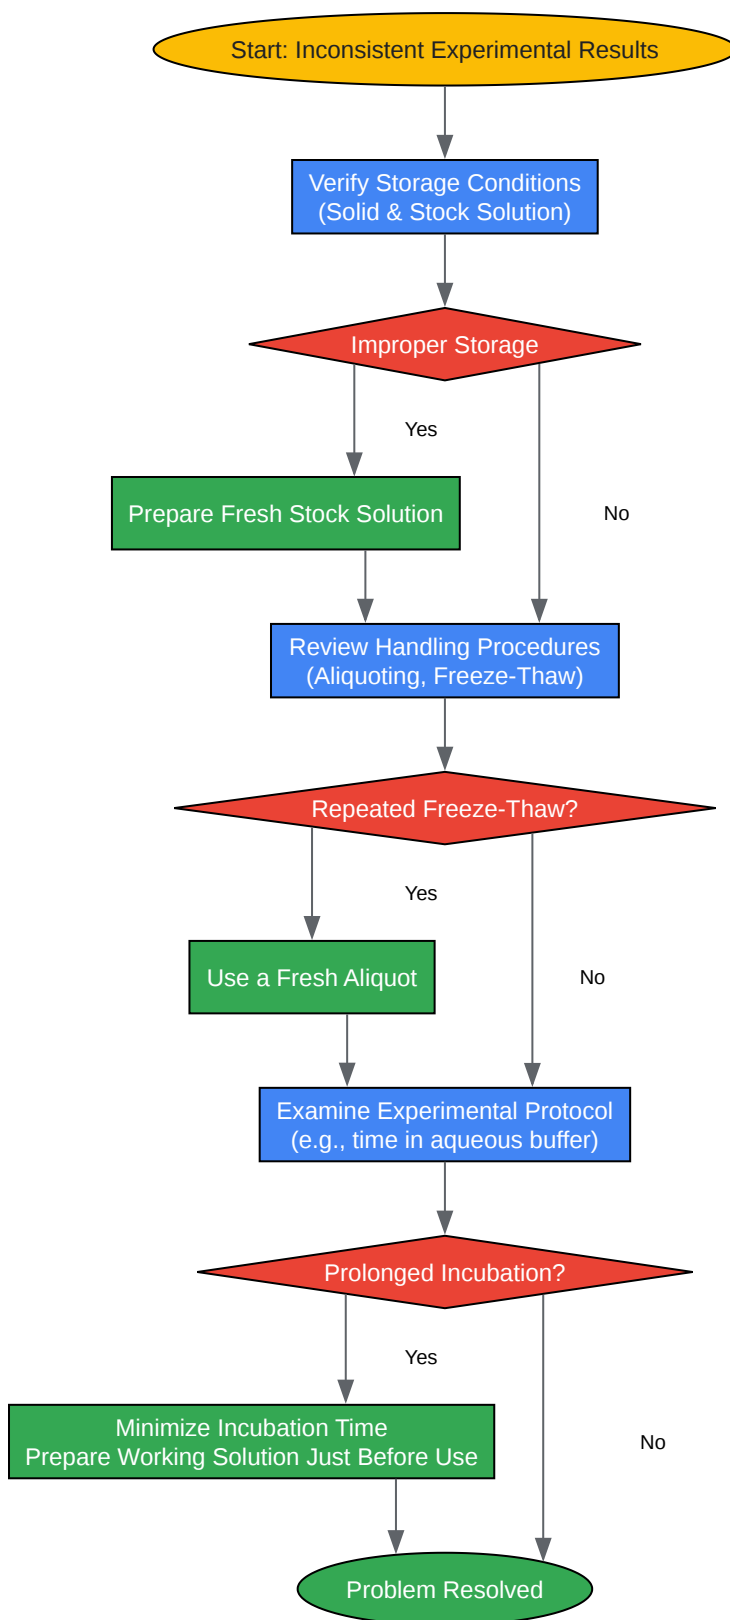 Start: Inconsistent Experimental Results
Verify Storage Conditions
(Solid & Stock Solution)
Improper Storage
Yes
Prepare Fresh Stock Solution
No
Review Handling Procedures
(Aliquoting, Freeze-Thaw)
Repeated Freeze-Thaw?
Yes
Use a Fresh Aliquot
No
Examine Experimental Protocol
(e.g., time in aqueous buffer)
Prolonged Incubation?
Yes
Minimize Incubation Time
Prepare Working Solution Just Before Use
No
Problem Resolved